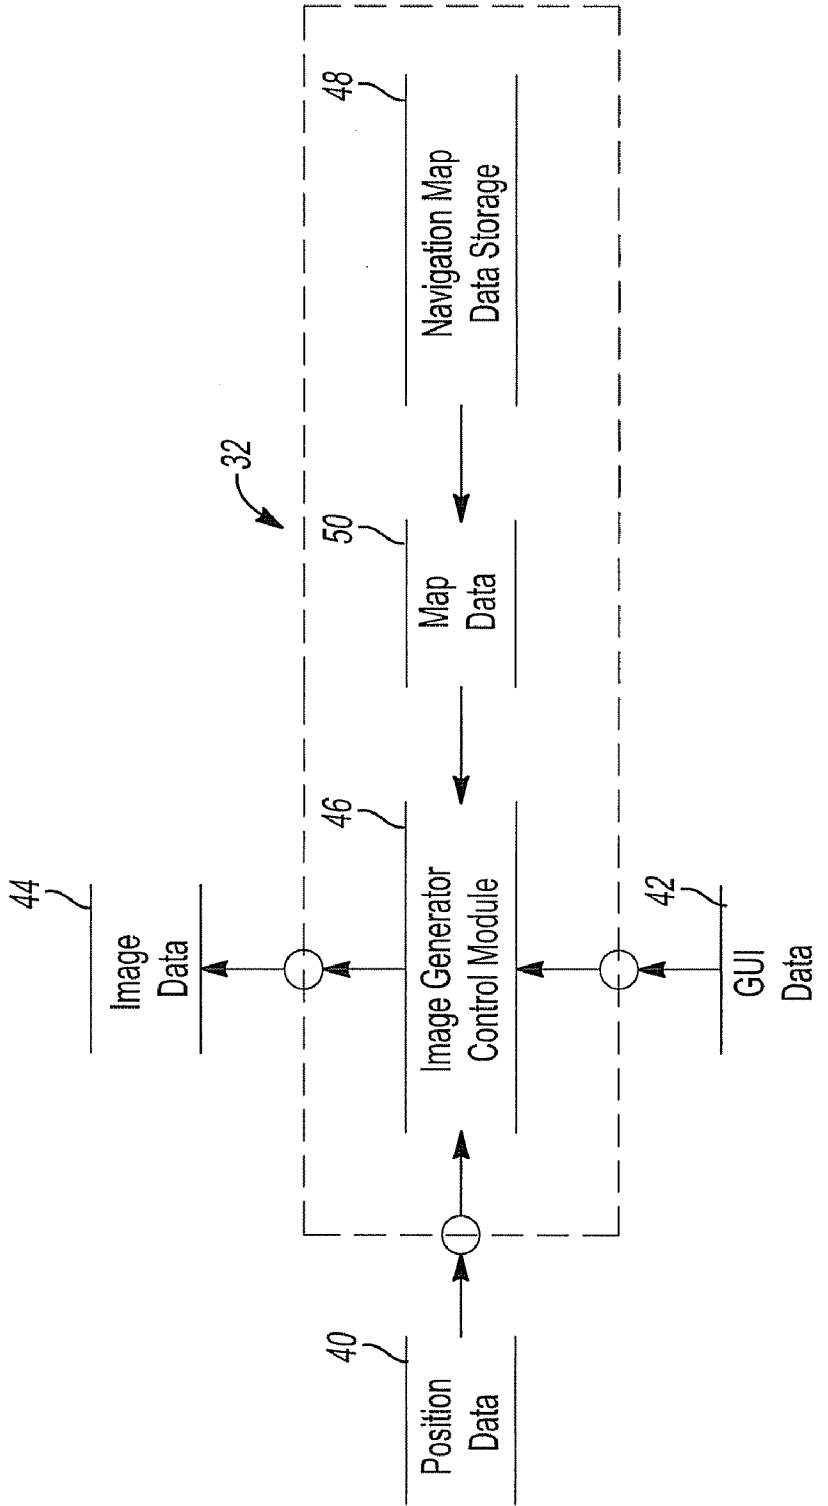 44
Image
Data
32
40
Position
Data
46
Image Generator
Control Module
50
Map
Data
48
Navigation Map
Data Storage
42
GUI
Data